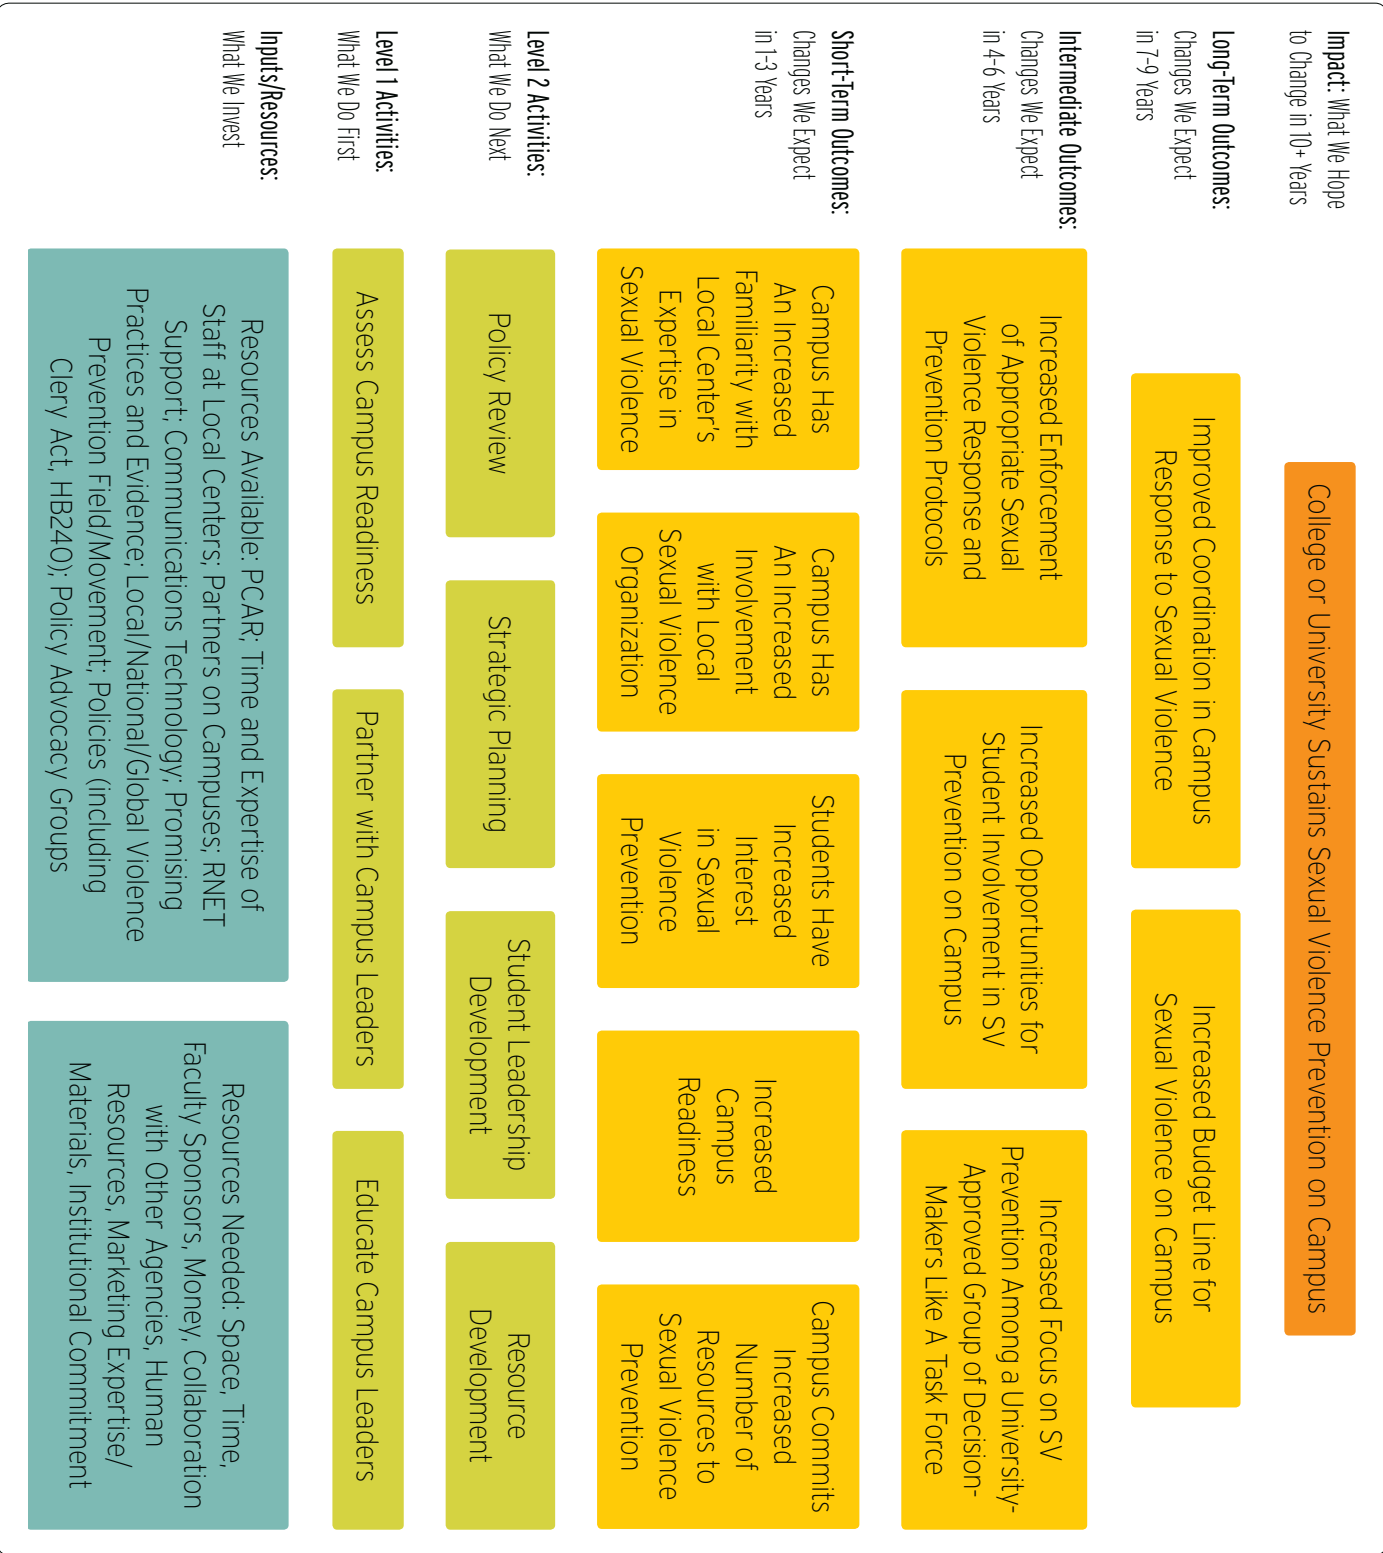 Impact: What We Hope
to Change in 10+ Years
College or University Sustains Sexual Violence Prevention on Campus
Long-Term Outcomes:
Changes We Expect
in 7-9 Years
Improved Coordination in Campus
Response to Sexual Violence
Increased Budget Line for
Sexual Violence on Campus
Intermediate Outcomes:
Changes We Expect
in 4-6 Years
Increased Enforcement
of Appropriate Sexual
Violence Response and
Prevention Protocols
Increased Opportunities for
Student Involvement in SV
Prevention on Campus
Increased Focus on SV
Prevention Among a University-
Approved Group of Decision-
Makers Like A Task Force
Short-Term Outcomes:
Changes We Expect
in 1-3 Years
Campus Has
An Increased
Familiarity with
Local Center's
Expertise in
Sexual Violence
Campus Has
An Increased
Involvement
with Local
Sexual Violence
Organization
Students Have
Increased
Interest
in Sexual
Violence
Prevention
Increased
Campus
Readiness
Campus Commits
Increased
Number of
Resources to
Sexual Violence
Prevention
Level 2 Activities:
What We Do Next
Policy Review
Strategic Planning
Student Leadership
Development
Resource
Development
Level 1 Activities:
What We Do First
Assess Campus Readiness
Partner with Campus Leaders
Educate Campus Leaders
Inputs/Resources:
What We Invest
Resources Available: PCAR; Time and Expertise of
Staff at Local Centers; Partners on Campuses; RNET
Support; Communications Technology; Promising
Practices and Evidence; Local/National/Global Violence
Prevention Field/Movement; Policies (including
Clery Act, HB240); Policy Advocacy Groups
Resources Needed: Space, Time,
Faculty Sponsors, Money, Collaboration
with Other Agencies, Human
Resources, Marketing Expertise/
Materials, Institutional Commitment